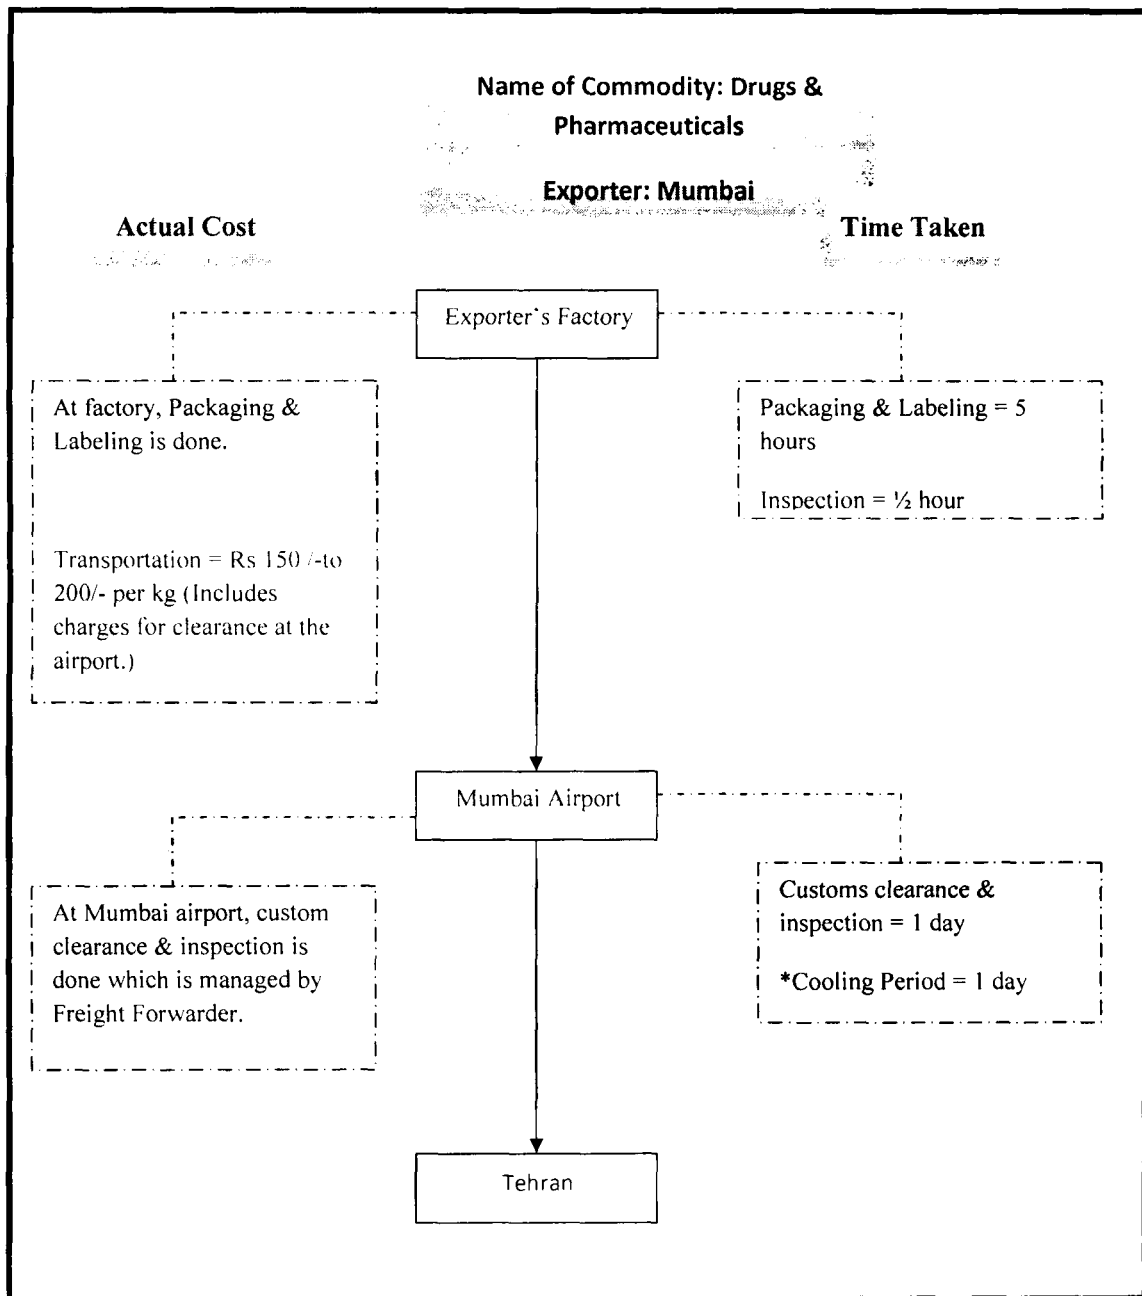 Name of Commodity: Drugs &
Pharmaceuticals
Exporter: Mumbai
Actual Cost
Time Taken
Exporter's Factory
At factory, Packaging &
Labeling is done.
Transportation = Rs 150 /-to
200/- per kg (Includes
charges for clearance at the
airport.)
Packaging & Labeling = 5
hours
Inspection = ½ hour
Mumbai Airport
At Mumbai airport, custom
clearance & inspection is
done which is managed by
Freight Forwarder.
Customs clearance &
inspection = 1 day
*Cooling Period = 1 day
Tehran